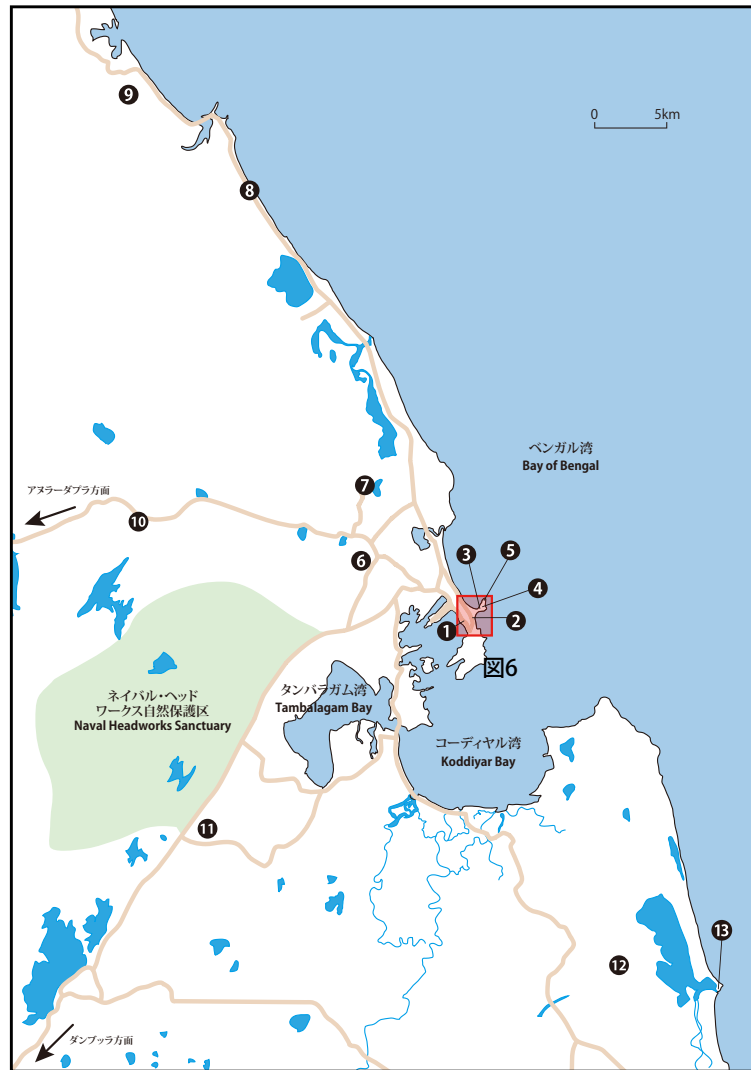 9
0 5km
8
ベンガル湾
Bay of Bengal
7
アヌラーダプラ方面
10
6
3
5
4
1
2
図6
ネイバル・ヘッド
ワークス自然保護区
Naval Headworks Sanctuary
タンバラガム湾
Tambalagam Bay
コーディヤル湾
Koddiyar Bay
11
13
12
ダンブッラ方面